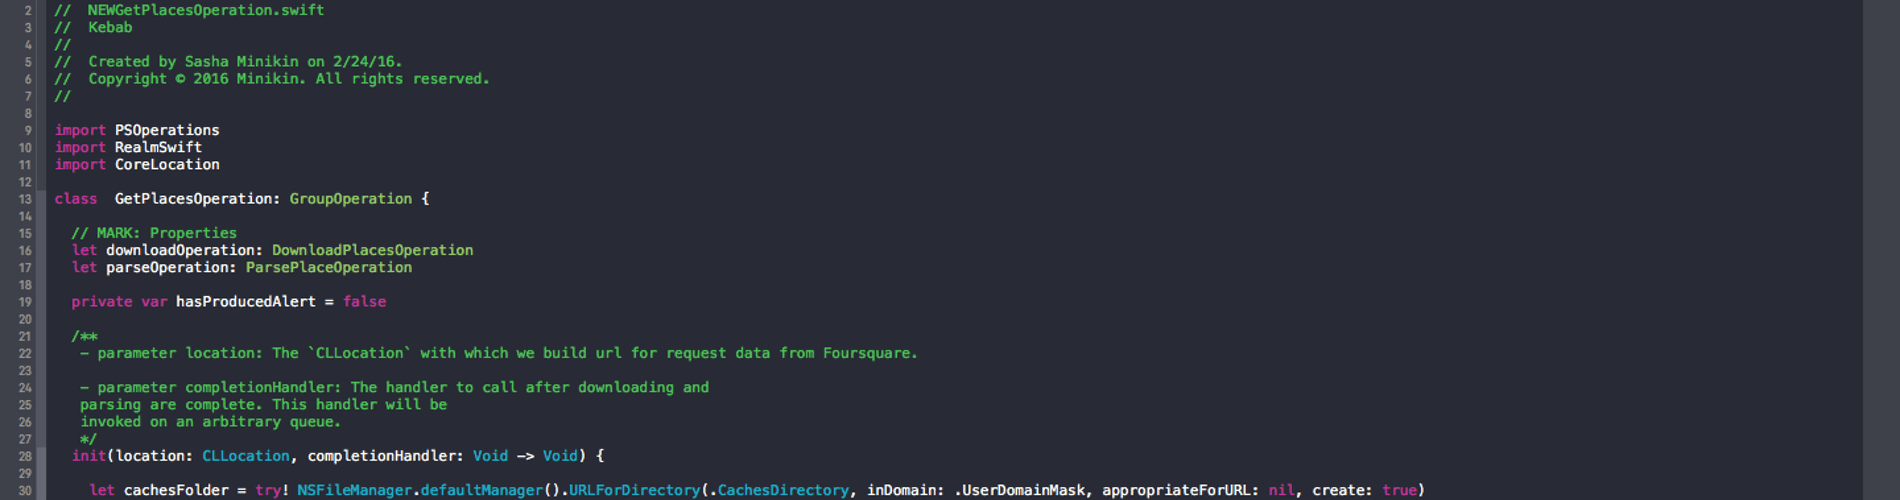 2 //  NEWGetPlacesOperation.swift
3 //  Kebab
4 //
5 //  Created by Sasha Minikin on 2/24/16.
6 //  Copyright © 2016 Minikin. All rights reserved.
7 //
8
9 import PSOperations
10 import RealmSwift
11 import CoreLocation
12
13 class  GetPlacesOperation: GroupOperation {
14
15   // MARK: Properties
16   let downloadOperation: DownloadPlacesOperation
17   let parseOperation: ParsePlaceOperation
18
19   private var hasProducedAlert = false
20
21   /**
22    - parameter location: The `CLLocation` with which we build url for request data from Foursquare.
23
24    - parameter completionHandler: The handler to call after downloading and
25    parsing are complete. This handler will be
26    invoked on an arbitrary queue.
27    */
28   init(location: CLLocation, completionHandler: Void -> Void) {
29
30     let cachesFolder = try! NSFileManager.defaultManager().URLForDirectory(.CachesDirectory, inDomain: .UserDomainMask, appropriateForURL: nil, create: true)